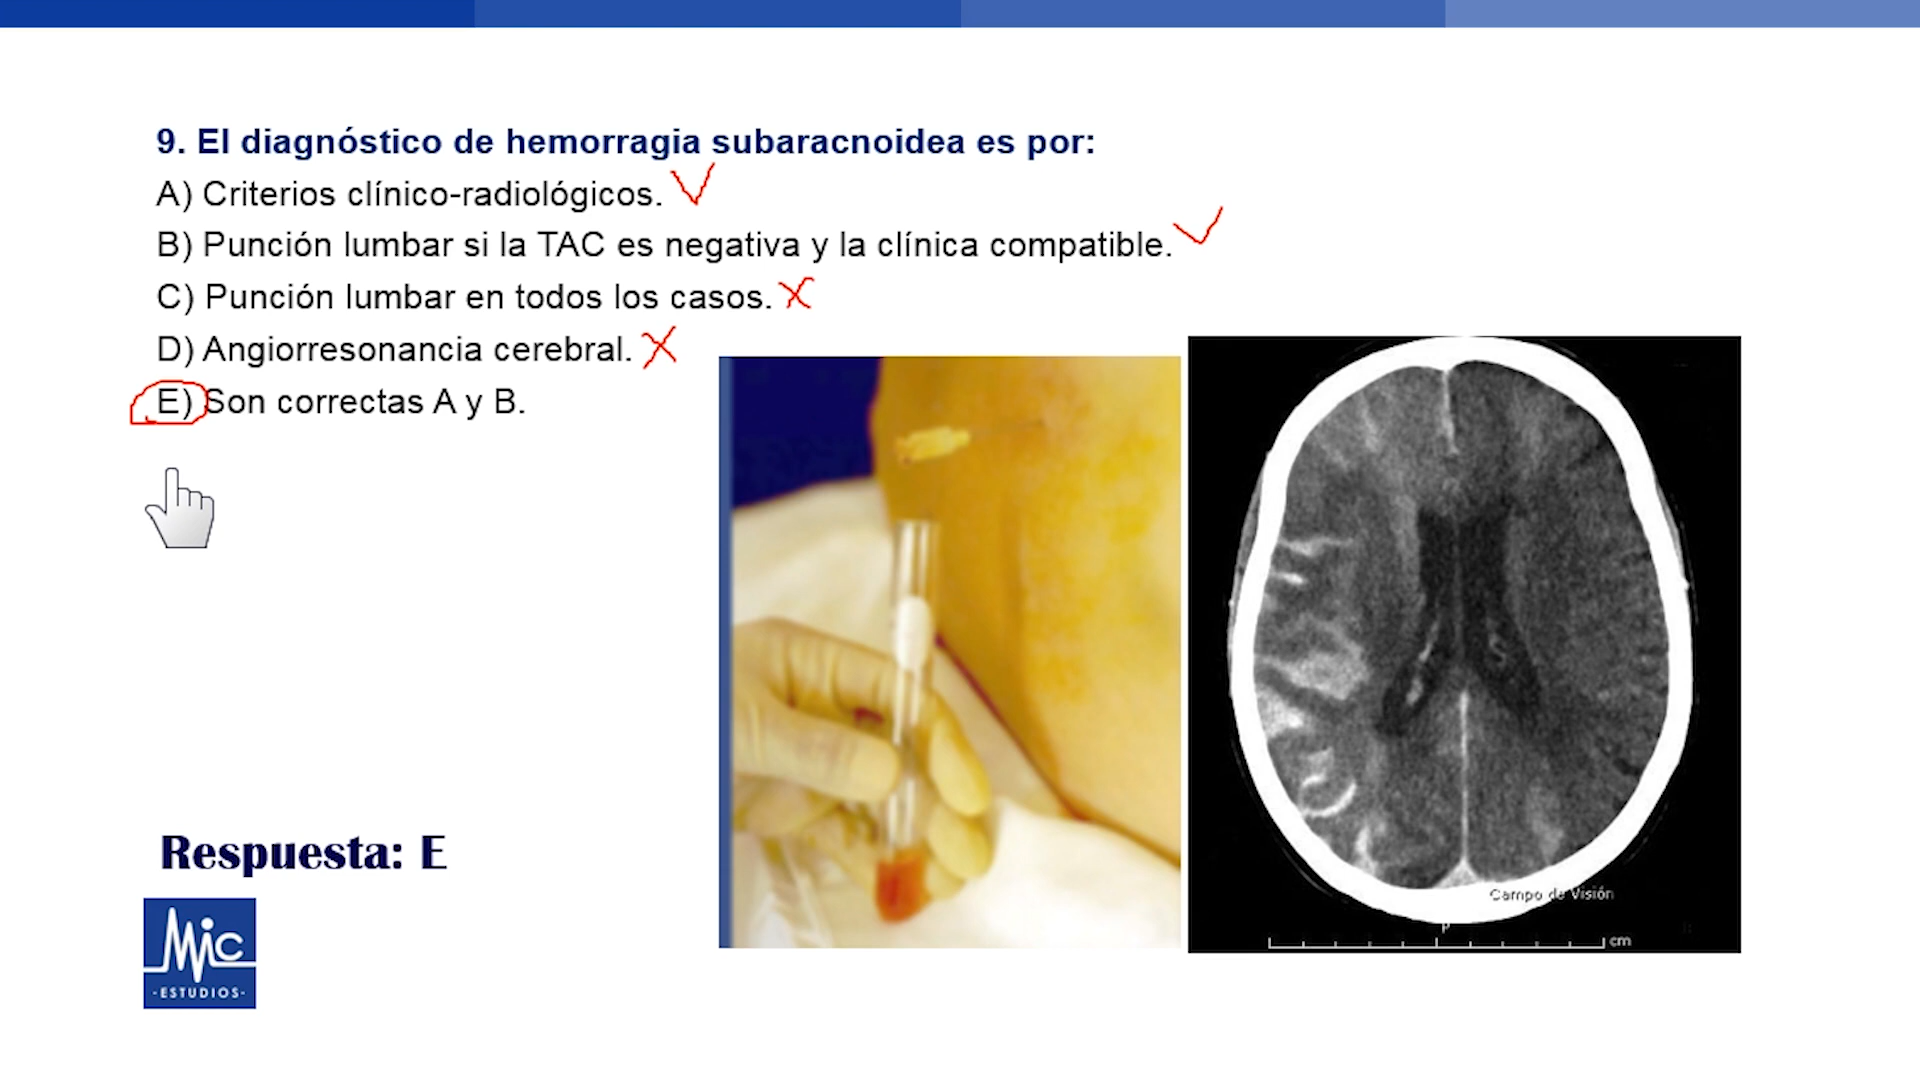 9. El diagnóstico de hemorragia subaracnoidea es por:
A) Criterios clínico-radiológicos.
B) Punción lumbar si la TAC es negativa y la clínica compatible.
C) Punción lumbar en todos los casos.
D) Angiorresonancia cerebral.
E) Son correctas A y B.
Campo de Visión
P
cm
Respuesta: E
Mic
-ESTUDIOS-